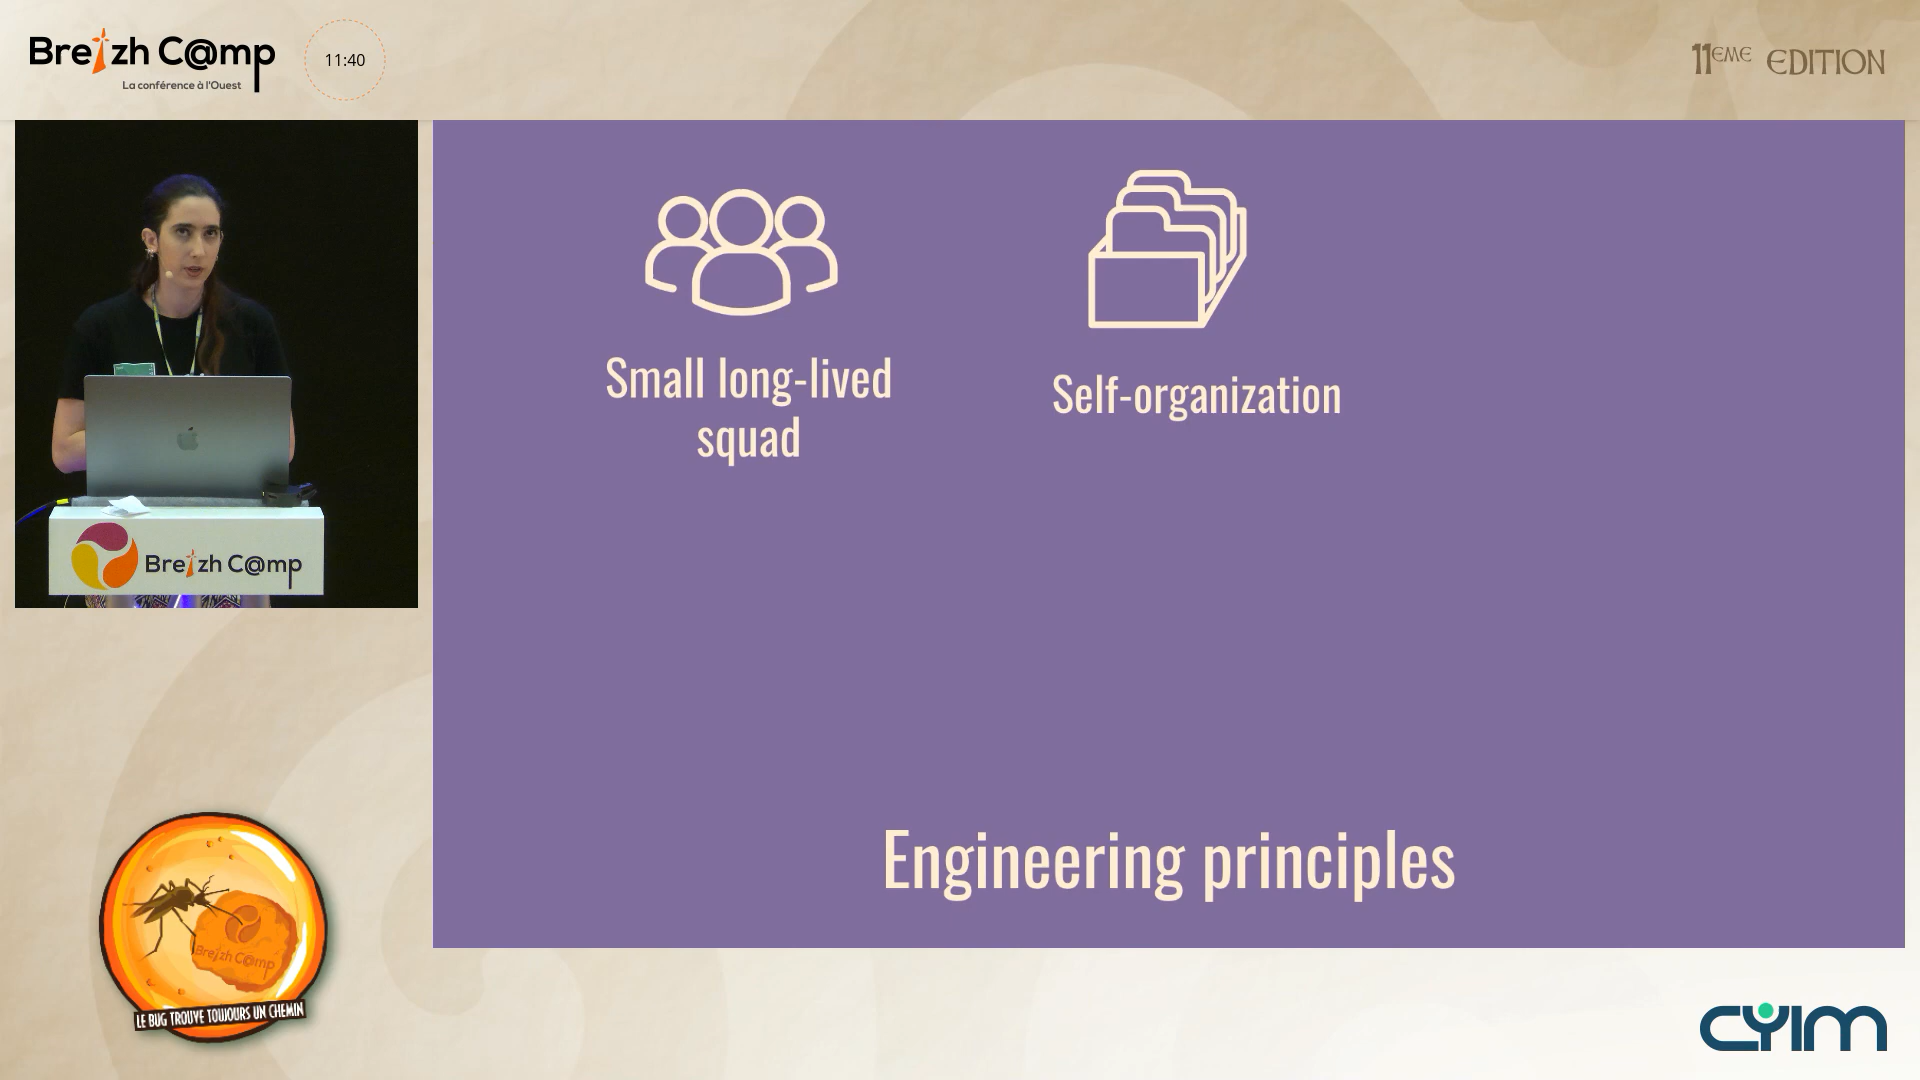 Breizh C@mp
La conférence à l'Ouest
11:40
11EME EDITION
Small long-lived
squad
Self-organization
Engineering principles
Breizh C@mp
Breizh C@mp
LE BUG TROUVE TOUJOURS UN CHEMIN
CYIM